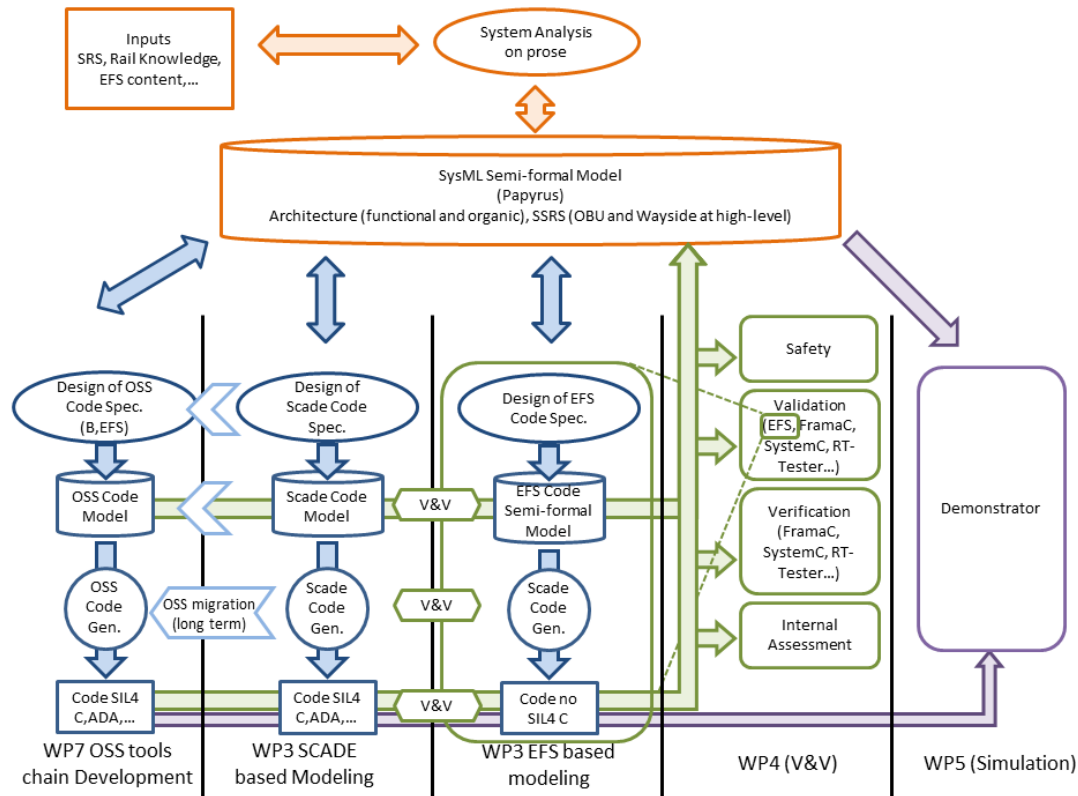 Inputs
SRS, Rail Knowledge,
EFS content,...
System Analysis
on prose
SysML Semi-formal Model
(Papyrus)
Architecture (functional and organic), SSRS (OBU and Wayside at high-level)
Design of OSS
Code Spec.
(B,EFS)
Design of
Scade Code
Spec.
Design of EFS
Code Spec.
Safety
Validation
(EFS, FramaC,
SystemC, RT-
Tester...)
OSS Code
Model
Scade Code
Model
V&V
EFS Code
Semi-formal
Model
Verification
(FramaC,
SystemC, RT-
Tester...)
Demonstrator
OSS
Code
Gen.
OSS migration
(long term)
Scade
Code
Gen.
V&V
Scade
Code
Gen.
Internal
Assessment
Code SIL4
C,ADA,...
Code SIL4
C,ADA,...
V&V
Code no
SIL4 C
WP7 OSS tools
chain Development
WP3 SCADE
based Modeling
WP3 EFS based
modeling
WP4 (V&V)
WP5 (Simulation)